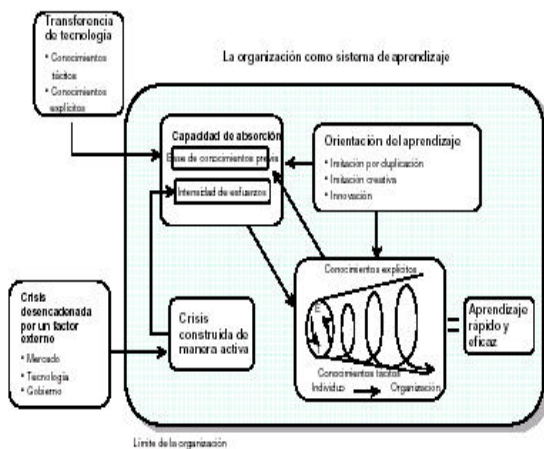 Transferencia
de tecnología
• Conocimientos
tácitos
• Conocimientos
explícitos
La organización como sistema de aprendizaje
Capacidad de absorción
Base de conocimientos previa
Intensidad de esfuerzos
Orientación del aprendizaje
• Imitación por duplicación
• Imitación creativa
• Innovación
Crisis
desencadenada
por un factor
externo
• Mercado
• Tecnología
• Gobierno
Crisis
construida de
manera activa
Conocimientos explícitos
E
Conocimientos tácitos
Individuo
Organización
=
Aprendizaje
rápido y
eficaz
Límite de la organización